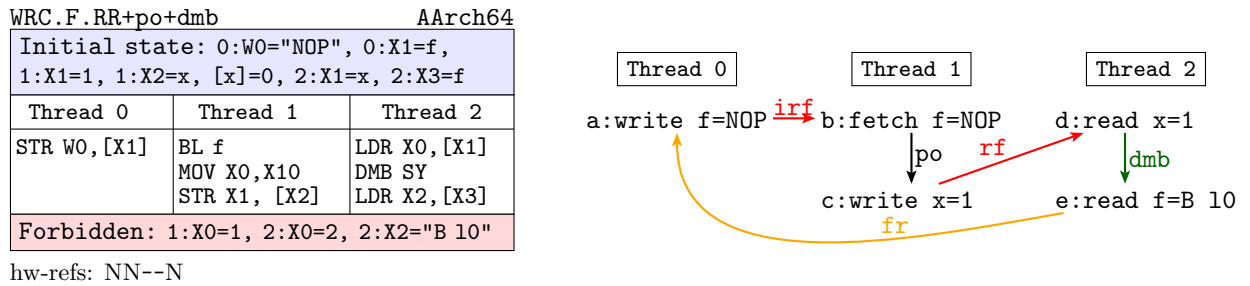 WRC.F.RR+po+dmb AArch64
Initial state: 0:W0="NOP", 0:X1=f,
1:X1=1, 1:X2=x, [x]=0, 2:X1=x, 2:X3=f
Thread 0 Thread 1 Thread 2
STR W0,[X1] BL f LDR X0,[X1]
MOV X0,X10 DMB SY
STR X1, [X2] LDR X2,[X3]
Forbidden: 1:X0=1, 2:X0=2, 2:X2="B l0"
hw-refs: NN--N
Thread 0 Thread 1 Thread 2
a:write f=NOP irf b:fetch f=NOP d:read x=1
po rf dmb
c:write x=1 e:read f=B l0
fr